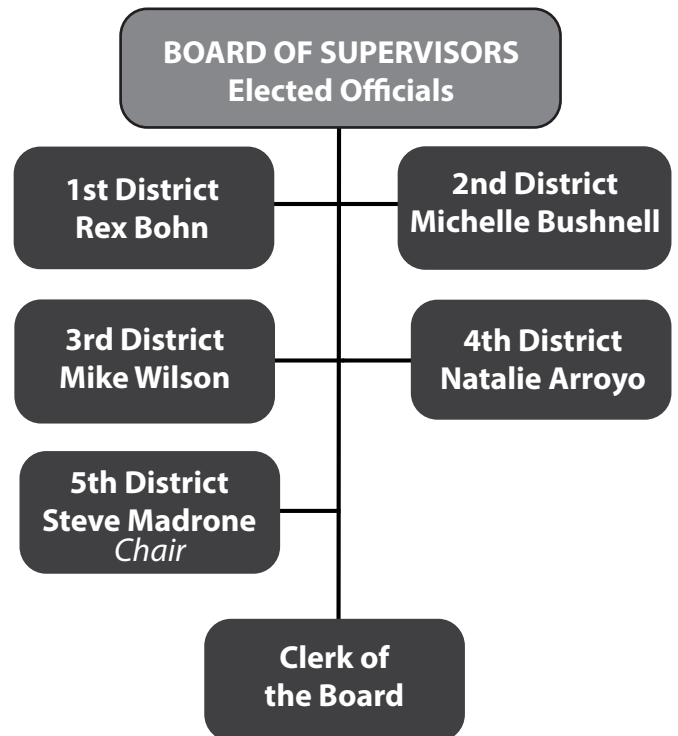 BOARD OF SUPERVISORS
Elected Officials
1st District
Rex Bohn
2nd District
Michelle Bushnell
3rd District
Mike Wilson
4th District
Natalie Arroyo
5th District
Steve Madrone
Chair
Clerk of
the Board